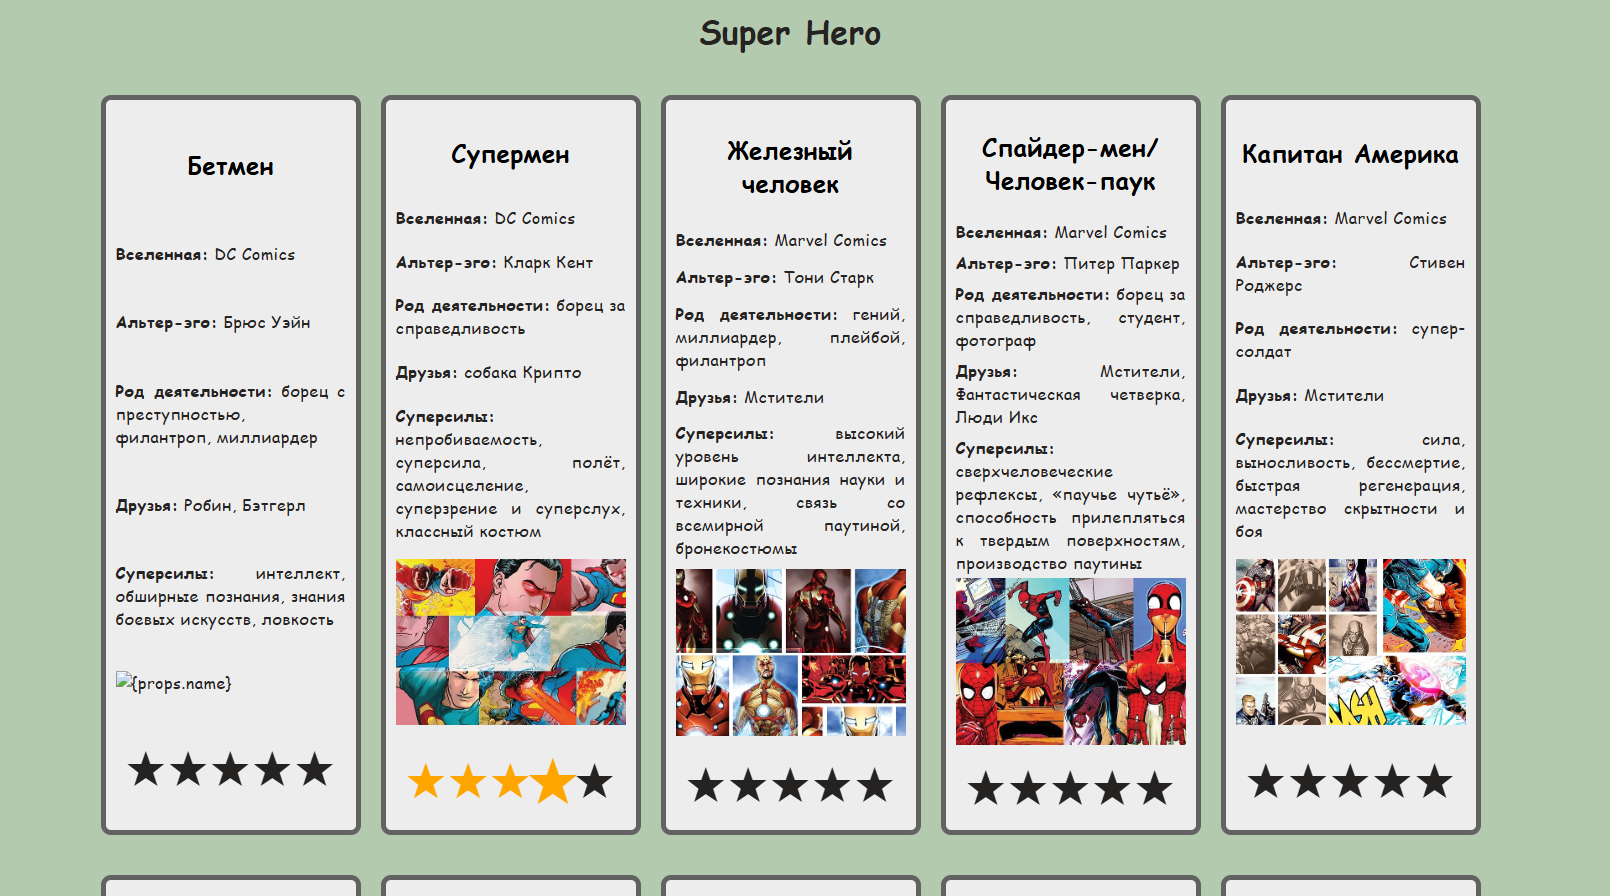 Super Hero
Бетмен
Вселенная: DC Comics
Альтер-эго: Брюс Уэйн
Род деятельности: борец с
преступностью,
филантроп, миллиардер
Друзья: Робин, Бэтгерл
Суперсилы: интеллект,
обширные познания, знания
боевых искусств, ловкость
{props.name}
Супермен
Вселенная: DC Comics
Альтер-эго: Кларк Кент
Род деятельности: борец за
справедливость
Друзья: собака Крипто
Суперсилы:
непробиваемость,
суперсила, полёт,
самоисцеление,
суперзрение и суперслух,
классный костюм
Железный
человек
Вселенная: Marvel Comics
Альтер-эго: Тони Старк
Род деятельности: гений,
миллиардер, плейбой,
филантроп
Друзья: Мстители
Суперсилы: высокий
уровень интеллекта,
широкие познания науки и
техники, связь со
всемирной паутиной,
бронекостюмы
Спайдер-мен/
Человек-паук
Вселенная: Marvel Comics
Альтер-эго: Питер Паркер
Род деятельности: борец за
справедливость, студент,
фотограф
Друзья: Мстители,
Фантастическая четверка,
Люди Икс
Суперсилы:
сверхчеловеческие
рефлексы, «паучье чутьё»,
способность прилепляться
к твердым поверхностям,
производство паутины
Капитан Америка
Вселенная: Marvel Comics
Альтер-эго: Стивен
Роджерс
Род деятельности: супер-
солдат
Друзья: Мстители
Суперсилы: сила,
выносливость, бессмертие,
быстрая регенерация,
мастерство скрытности и
боя